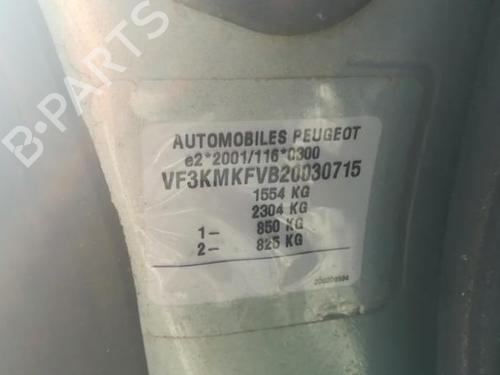 AUTOMOBILES PEUGEOT
e2*2001/116*0300
VF3KMKFVB20030715
1554 KG
2304 KG
1- 850 KG
2- 825 KG
B-PARTS